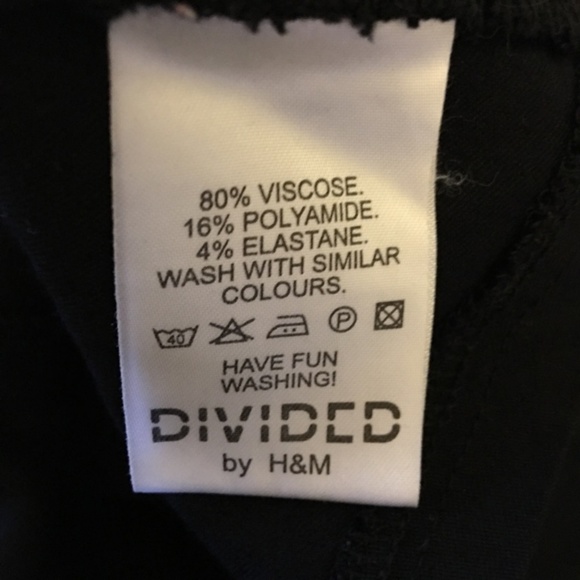 80% VISCOSE.
16% POLYAMIDE.
4% ELASTANE.
WASH WITH SIMILAR
COLOURS.
40 P
HAVE FUN
WASHING!
DIVIDED
by H&M